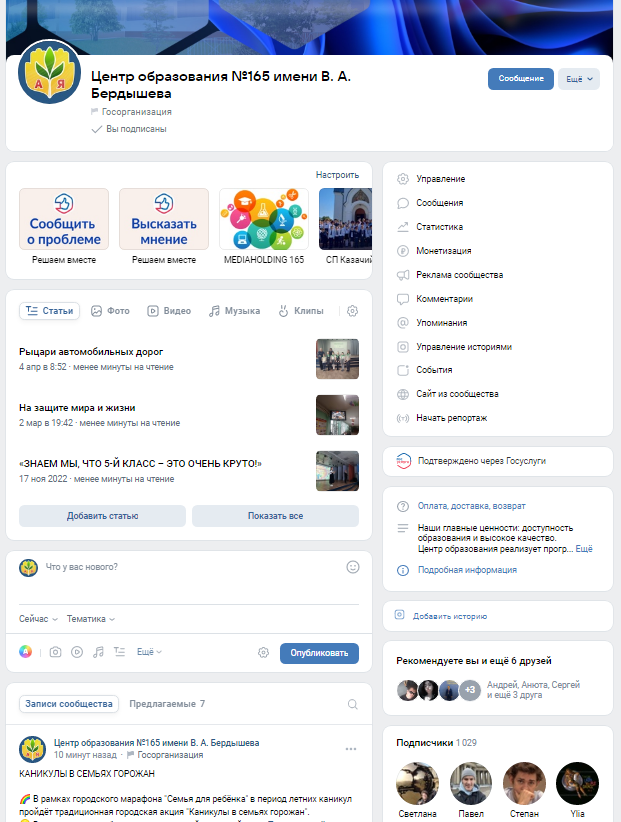 Центр образования №165 имени В. А.
Бердышева
Госорганизация
Вы подписаны
Сообщение
Ещё
А Я
Настроить
Сообщить
о проблеме
Решаем вместе
Высказать
мнение
Решаем вместе
MEDIAHOLDING 165
СП Казачий
Статьи
Фото
Видео
Музыка
Клипы
Рыцари автомобильных дорог
4 апр в 8:52 · менее минуты на чтение
На защите мира и жизни
2 мар в 19:42 · менее минуты на чтение
«ЗНАЕМ МЫ, ЧТО 5-Й КЛАСС – ЭТО ОЧЕНЬ КРУТО!»
17 ноя 2022 · менее минуты на чтение
Добавить статью
Показать все
Что у вас нового?
Сейчас
Тематика
Ещё
Опубликовать
Записи сообщества
Предлагаемые 7
Центр образования №165 имени В. А. Бердышева
10 минут назад · Госорганизация
КАНИКУЛЫ В СЕМЬЯХ ГОРОЖАН
В рамках городского марафона "Семья для ребёнка" в период летних каникул
пройдёт традиционная городская акция "Каникулы в семьях горожан".
Управление
Сообщения
Статистика
Монетизация
Реклама сообщества
Комментарии
Упоминания
Управление историями
События
Сайт из сообщества
Начать репортаж
Подтверждено через Госуслуги
Оплата, доставка, возврат
Наши главные ценности: доступность
образования и высокое качество.
Центр образования реализует прогр... Ещё
Подробная информация
Добавить историю
Рекомендуете вы и ещё 6 друзей
+3
Андрей, Анюта, Сергей
и ещё 3 друга
Подписчики 1 029
Светлана
Павел
Степан
Ylia